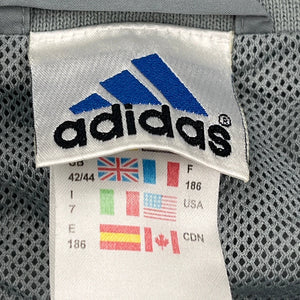 adidas®
GB F
42/44 186
I USA
7
E CDN
186